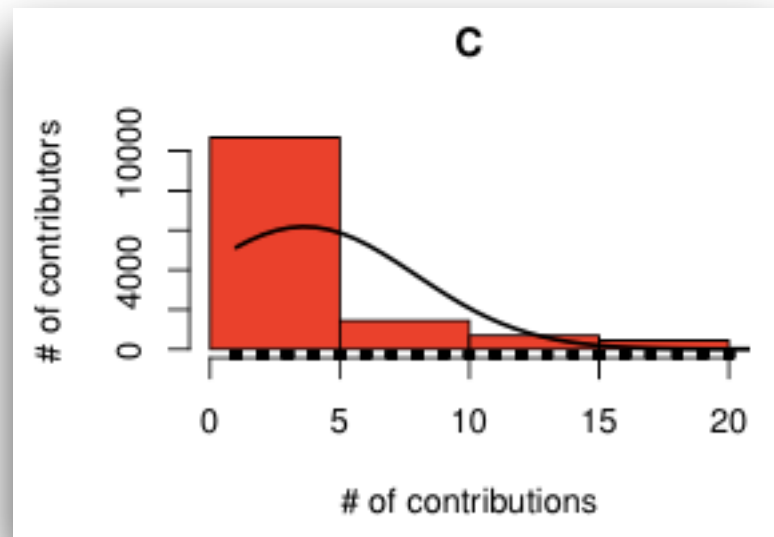 C
# of contributors
10000
4000
0
0 5 10 15 20
# of contributions